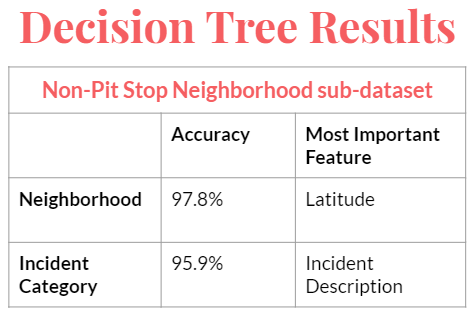 Decision Tree Results
Non-Pit Stop Neighborhood sub-dataset
Accuracy
Most Important
Feature
Neighborhood
97.8%
Latitude
Incident
Category
95.9%
Incident
Description